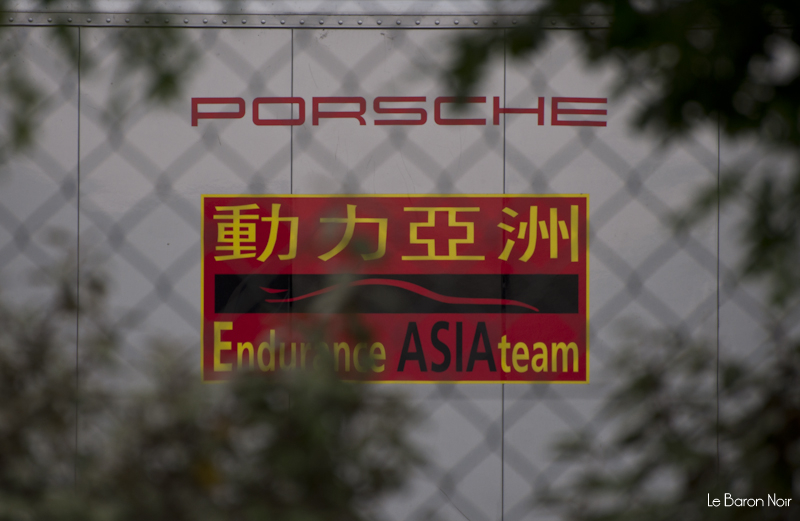 PORSCHE
動力亞洲
Endurance ASIA team
Le Baron Noir